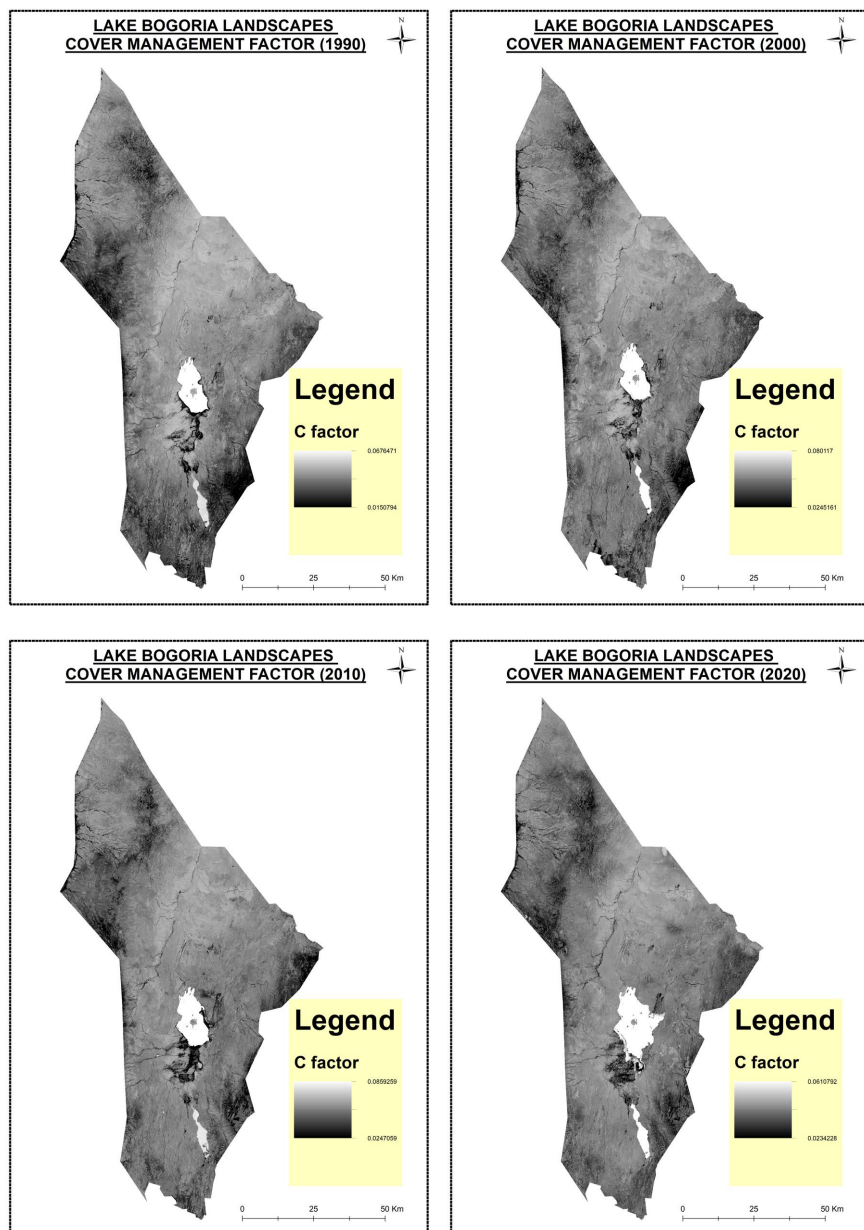 LAKE BOGORIA LANDSCAPES
COVER MANAGEMENT FACTOR (1990)
N
Legend
C factor
0.0676471
0.0150794
0 25 50 Km
LAKE BOGORIA LANDSCAPES
COVER MANAGEMENT FACTOR (2000)
N
Legend
C factor
0.080117
0.0245161
0 25 50 Km
LAKE BOGORIA LANDSCAPES
COVER MANAGEMENT FACTOR (2010)
N
Legend
C factor
0.0859259
0.0247059
0 25 50 Km
LAKE BOGORIA LANDSCAPES
COVER MANAGEMENT FACTOR (2020)
N
Legend
C factor
0.0610792
0.0234228
0 25 50 Km